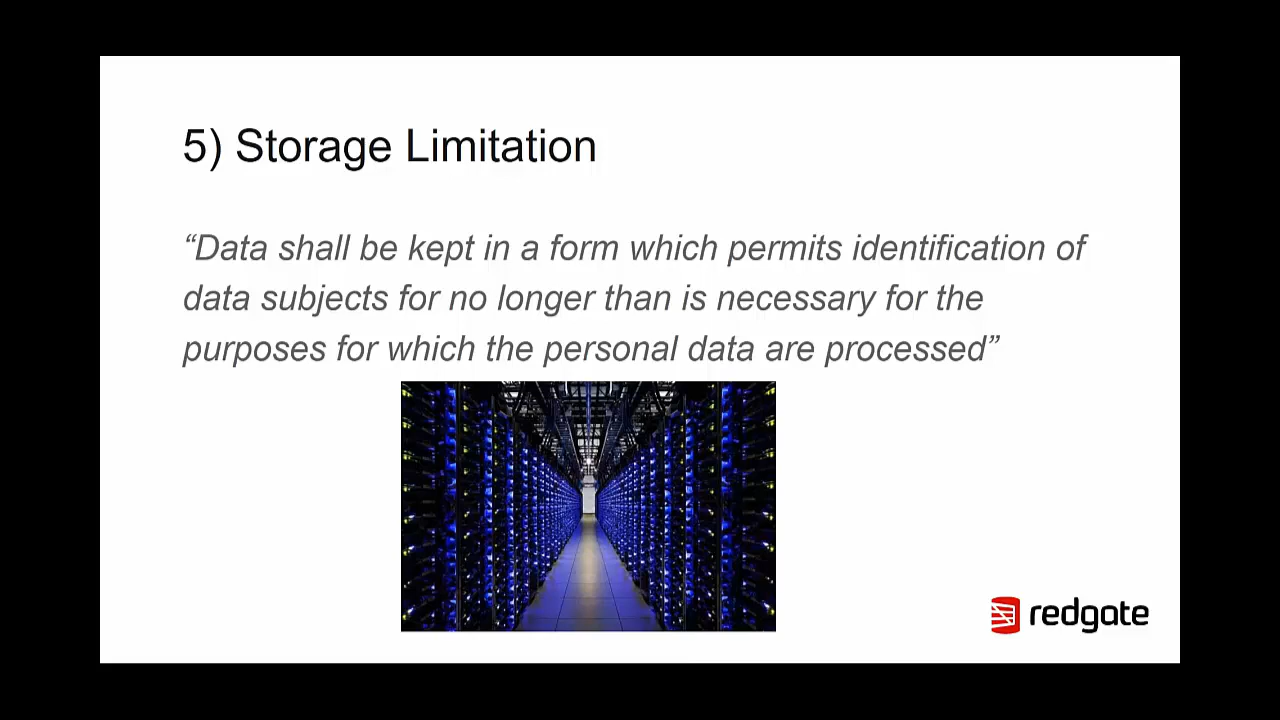 5) Storage Limitation
“Data shall be kept in a form which permits identification of
data subjects for no longer than is necessary for the
purposes for which the personal data are processed”
redgate